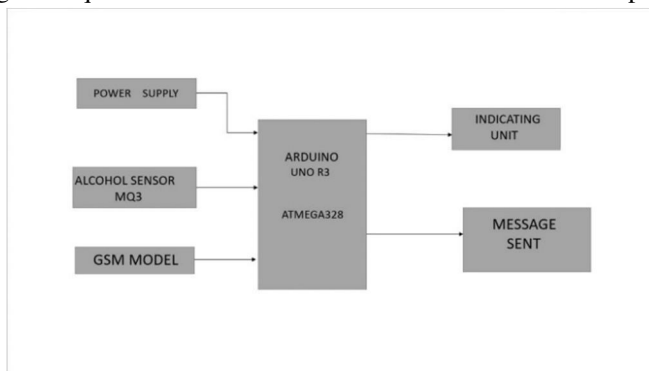 POWER SUPPLY
ALCOHOL SENSOR
MQ3
GSM MODEL
ARDUINO
UNO R3
ATMEGA328
INDICATING
UNIT
MESSAGE
SENT